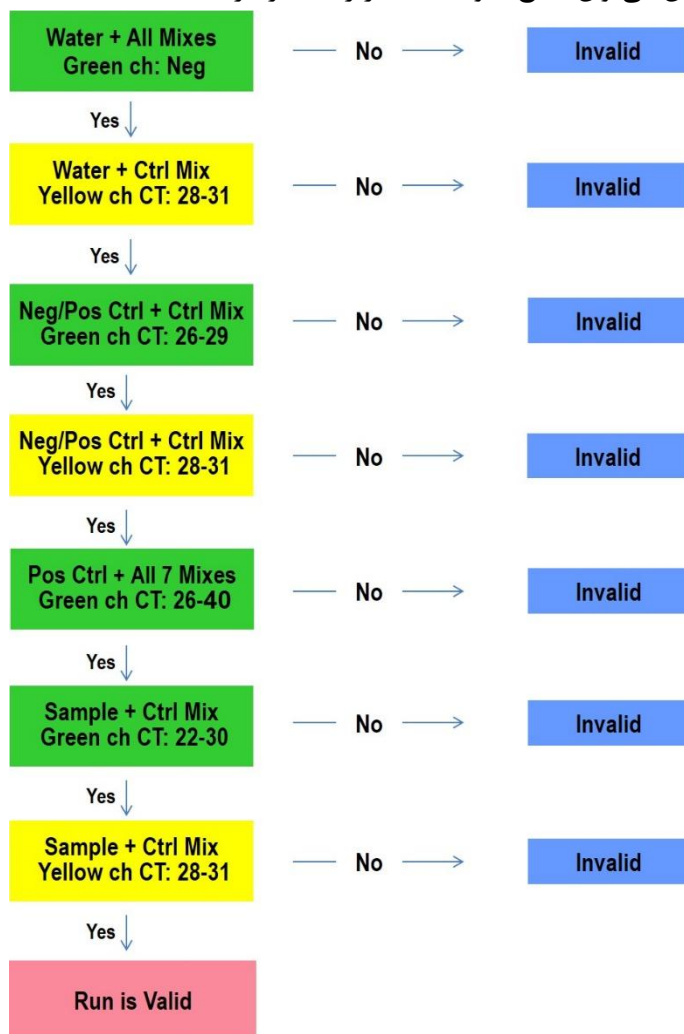 Water + All Mixes
Green ch: Neg
No
Invalid
Yes
Water + Ctrl Mix
Yellow ch CT: 28-31
No
Invalid
Yes
Neg/Pos Ctrl + Ctrl Mix
Green ch CT: 26-29
No
Invalid
Yes
Neg/Pos Ctrl + Ctrl Mix
Yellow ch CT: 28-31
No
Invalid
Yes
Pos Ctrl + All 7 Mixes
Green ch CT: 26-40
No
Invalid
Yes
Sample + Ctrl Mix
Green ch CT: 22-30
No
Invalid
Yes
Sample + Ctrl Mix
Yellow ch CT: 28-31
No
Invalid
Yes
Run is Valid